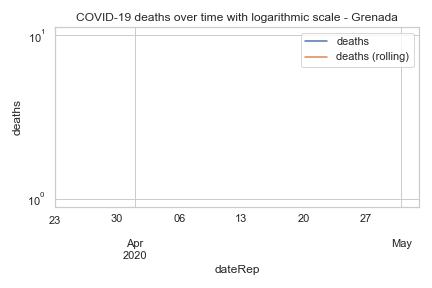 COVID-19 deaths over time with logarithmic scale - Grenada
10¹
deaths
deaths (rolling)
deaths
10⁰
23 30 06 13 20 27
Apr May
2020
dateRep